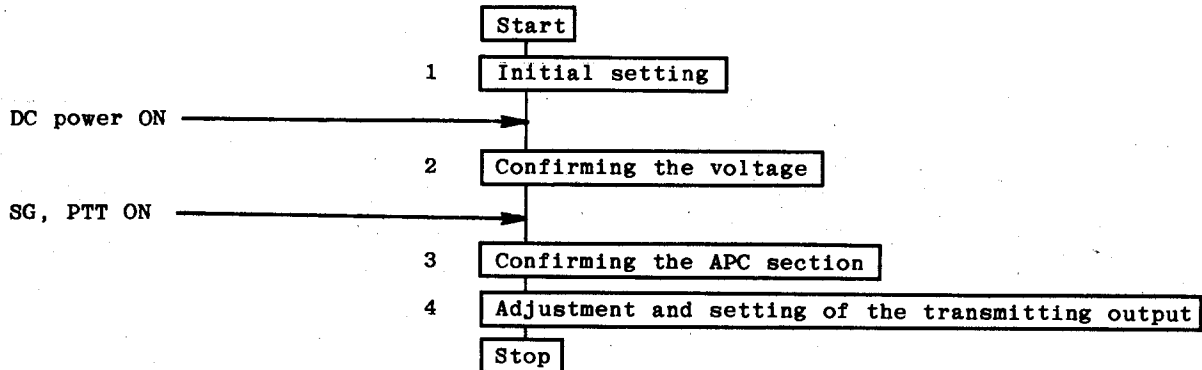 Start
1 Initial setting
DC power ON
2 Confirming the voltage
SG, PTT ON
3 Confirming the APC section
4 Adjustment and setting of the transmitting output
Stop